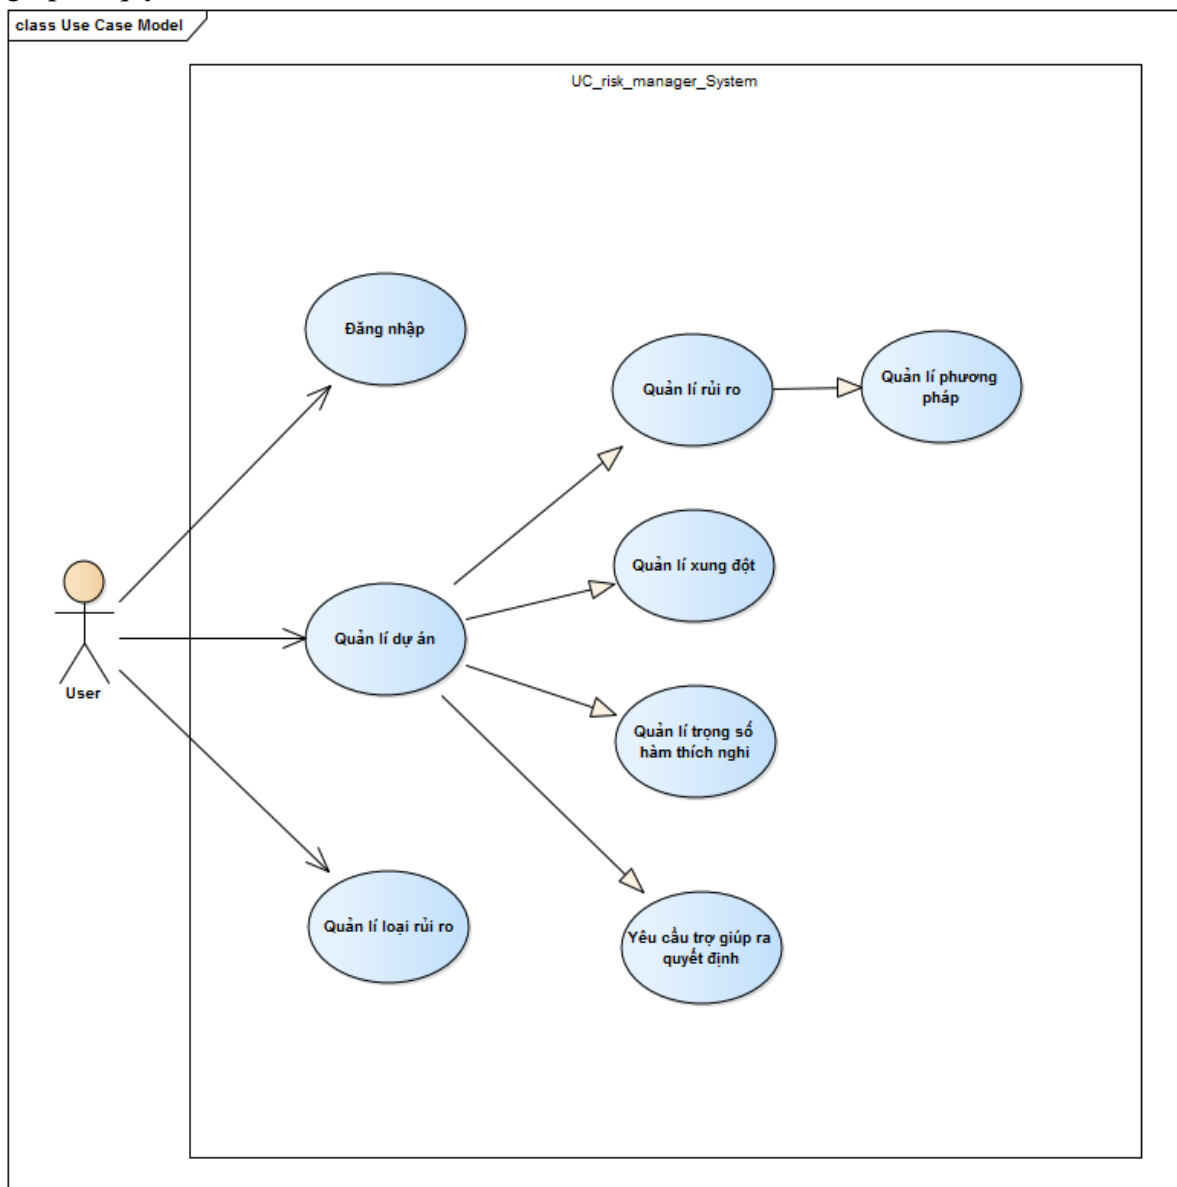 class Use Case Model
UC_risk_manager_System
Đăng nhập
Quản lí rủi ro
Quản lí phương
pháp
Quản lí xung đột
Quản lí dự án
User
Quản lí trọng số
hàm thích nghi
Quản lí loại rủi ro
Yêu cầu trợ giúp ra
quyết định